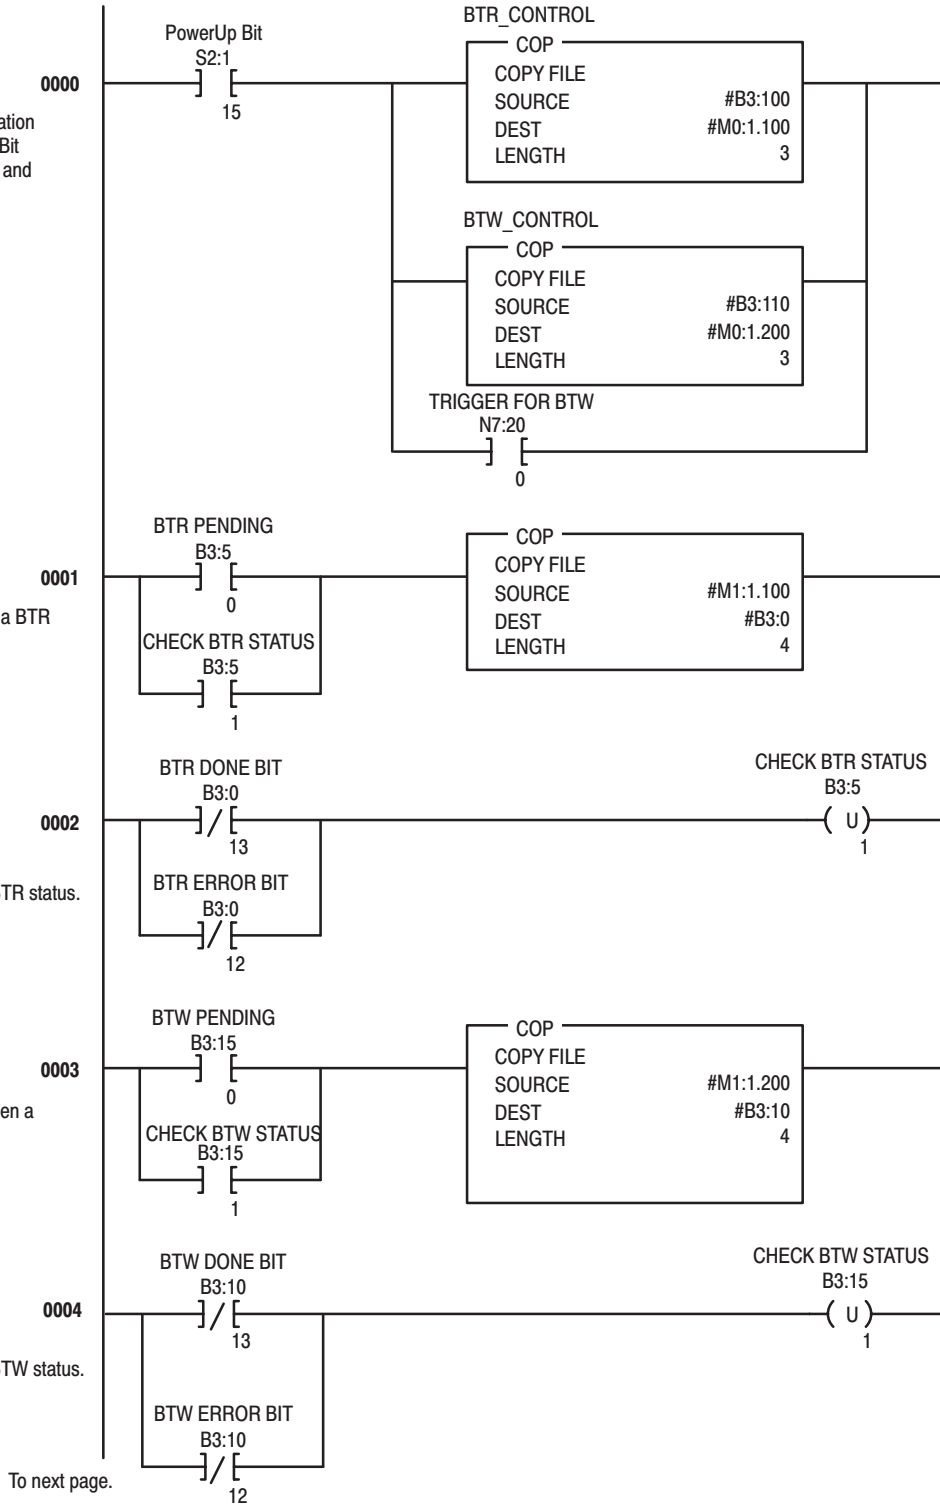 BTR_CONTROL
PowerUp Bit
COP
S2:1
COPY FILE
0000
SOURCE #B3:100
15
DEST #M0:1.100
Bit
LENGTH 3
and
BTW_CONTROL
COP
COPY FILE
SOURCE #B3:110
DEST #M0:1.200
LENGTH 3
TRIGGER FOR BTW
N7:20
0
BTR PENDING
COP
B3:5
COPY FILE
0001
SOURCE #M1:1.100
0
a BTR
DEST #B3:0
CHECK BTR STATUS
LENGTH 4
B3:5
1
BTR DONE BIT
CHECK BTR STATUS
B3:0
B3:5
0002
U
13
1
BTR ERROR BIT
TR status.
B3:0
12
BTW PENDING
COP
B3:15
COPY FILE
0003
SOURCE #M1:1.200
0
en a
DEST #B3:10
CHECK BTW STATUS
LENGTH 4
B3:15
1
BTW DONE BIT
CHECK BTW STATUS
B3:10
B3:15
0004
U
13
1
TW status.
BTW ERROR BIT
B3:10
To next page.
12